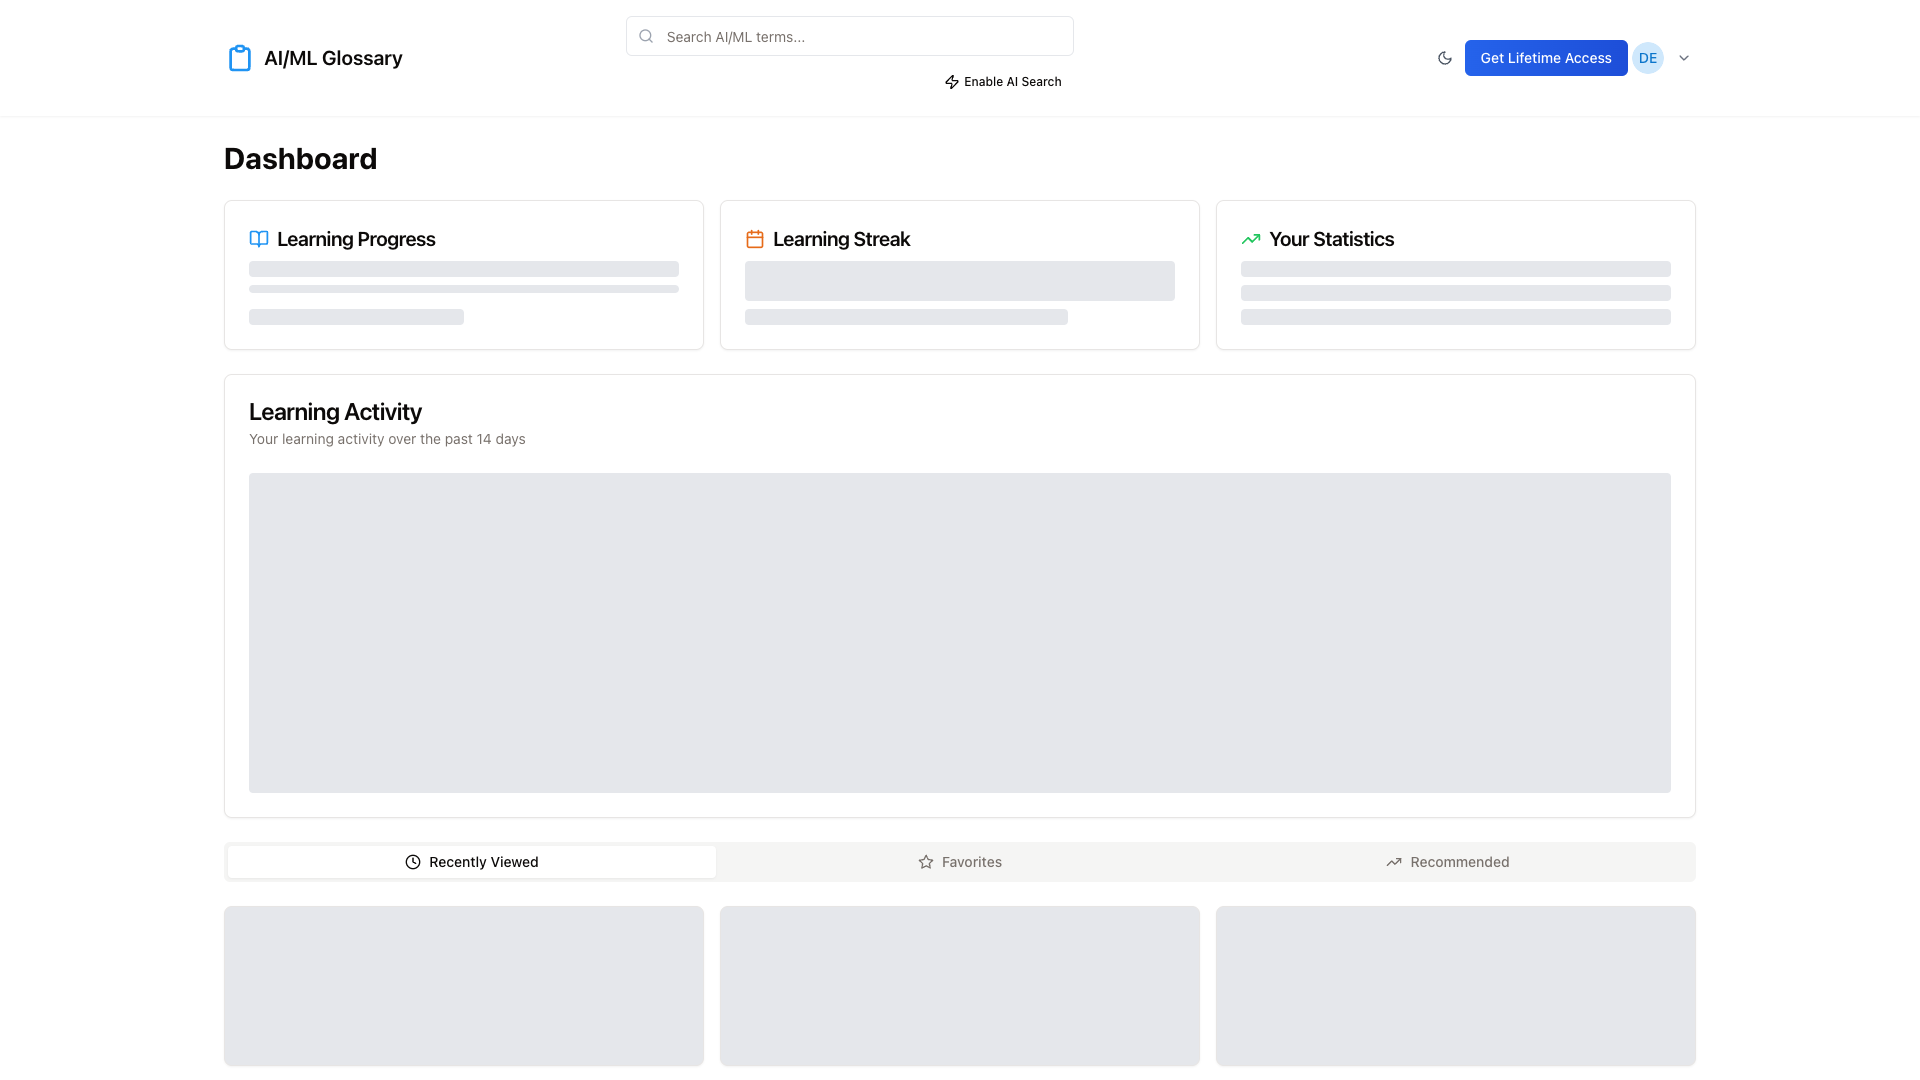 AI/ML Glossary
Search AI/ML terms...
Enable AI Search
Get Lifetime Access
DE
Dashboard
Learning Progress
Learning Streak
Your Statistics
Learning Activity
Your learning activity over the past 14 days
Recently Viewed
Favorites
Recommended